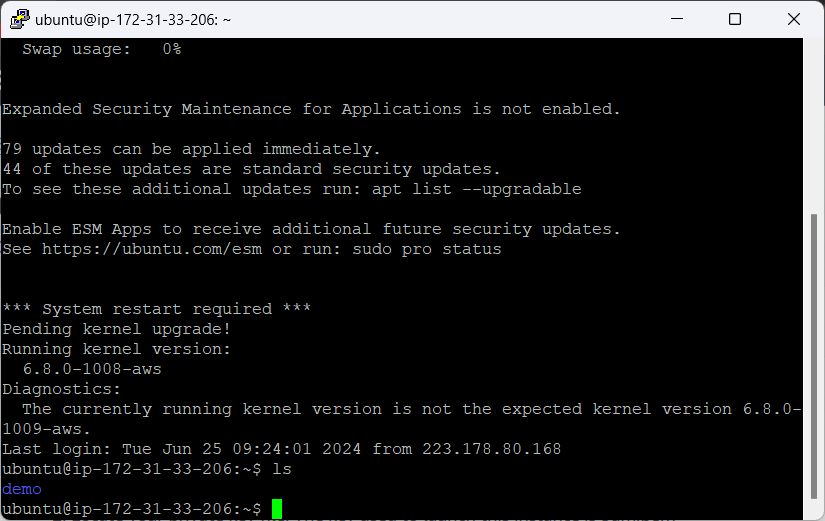 ubuntu@ip-172-31-33-206: ~
Swap usage:   0%
Expanded Security Maintenance for Applications is not enabled.
79 updates can be applied immediately.
44 of these updates are standard security updates.
To see these additional updates run: apt list --upgradable
Enable ESM Apps to receive additional future security updates.
See https://ubuntu.com/esm or run: sudo pro status
*** System restart required ***
Pending kernel upgrade!
Running kernel version:
  6.8.0-1008-aws
Diagnostics:
  The currently running kernel version is not the expected kernel version 6.8.0-
1009-aws.
Last login: Tue Jun 25 09:24:01 2024 from 223.178.80.168
ubuntu@ip-172-31-33-206:~$ ls
demo
ubuntu@ip-172-31-33-206:~$